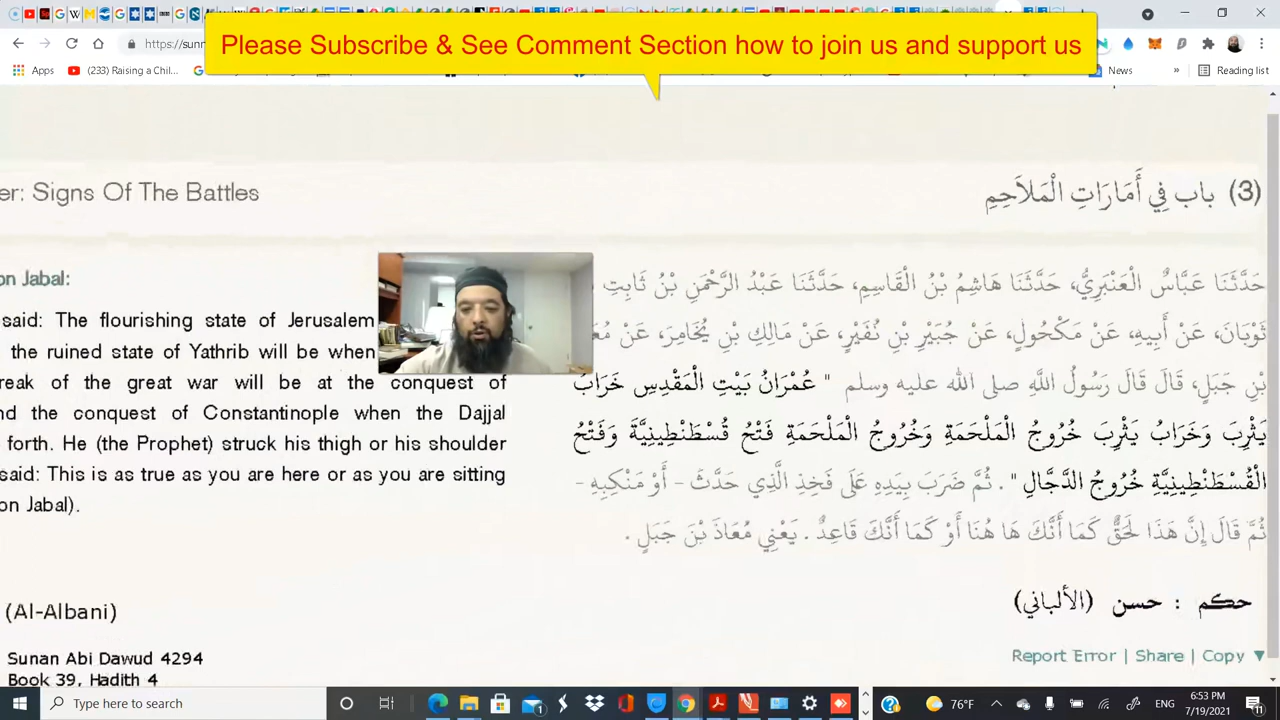 Please Subscribe & See Comment Section how to join us and support us
https://sunn
Apps
(233) Raising a Chil...
News
»
Reading list
er: Signs Of The Battles
(3) باب فِي أَمَارَاتِ الْمَلاَحِمِ
on Jabal:
said: The flourishing state of Jerusalem
the ruined state of Yathrib will be when
reak of the great war will be at the conquest of
nd the conquest of Constantinople when the Dajjal
forth. He (the Prophet) struck his thigh or his shoulder
said: This is as true as you are here or as you are sitting
on Jabal).
حَدَّثَنَا عَبَّاسٌ الْعَنْبَرِيُّ، حَدَّثَنَا هَاشِمُ بْنُ الْقَاسِمِ، حَدَّثَنَا عَبْدُ الرَّحْمَنِ بْنُ ثَابِتِ
ثَوْبَانَ، عَنْ أَبِيهِ، عَنْ مَكْحُولٍ، عَنْ جُبَيْرِ بْنِ نُفَيْرٍ، عَنْ مَالِكِ بْنِ يُخَامِرَ، عَنْ مُعَ
بْنِ جَبَلٍ، قَالَ قَالَ رَسُولُ اللَّهِ صلى الله عليه وسلم " عُمْرَانُ بَيْتِ الْمَقْدِسِ خَرَابُ
يَثْرِبَ وَخَرَابُ يَثْرِبَ خُرُوجُ الْمَلْحَمَةِ وَخُرُوجُ الْمَلْحَمَةِ فَتْحُ قُسْطَنْطِينِيَّةَ وَفَتْحُ
الْقُسْطَنْطِينِيَّةِ خُرُوجُ الدَّجَّالِ " . ثُمَّ ضَرَبَ بِيَدِهِ عَلَى فَخِذِ الَّذِي حَدَّثَ - أَوْ مَنْكِبِهِ -
ثُمَّ قَالَ إِنَّ هَذَا لَحَقٌّ كَمَا أَنَّكَ هَا هُنَا أَوْ كَمَا أَنَّكَ قَاعِدٌ . يَعْنِي مُعَاذَ بْنَ جَبَلٍ .
(Al-Albani)
حكم : حسن (الألباني)
Sunan Abi Dawud 4294
Book 39, Hadith 4
Report Error | Share | Copy ▼
Type here to search
76°F
ENG
6:53 PM
7/19/2021